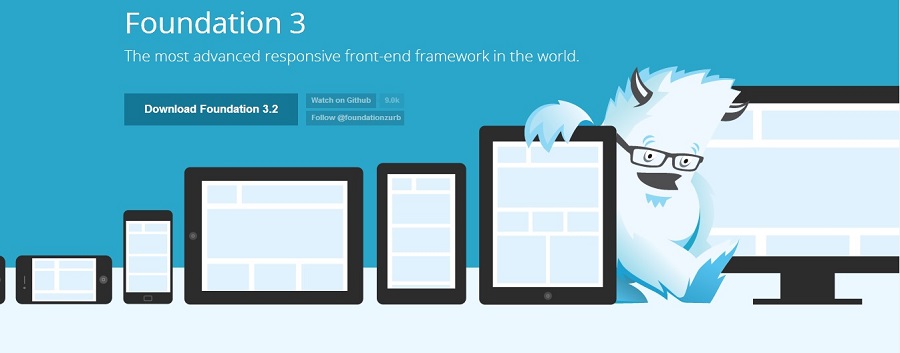 Foundation 3
The most advanced responsive front-end framework in the world.
Download Foundation 3.2
Watch on Github 9.0k
Follow @foundationzurb